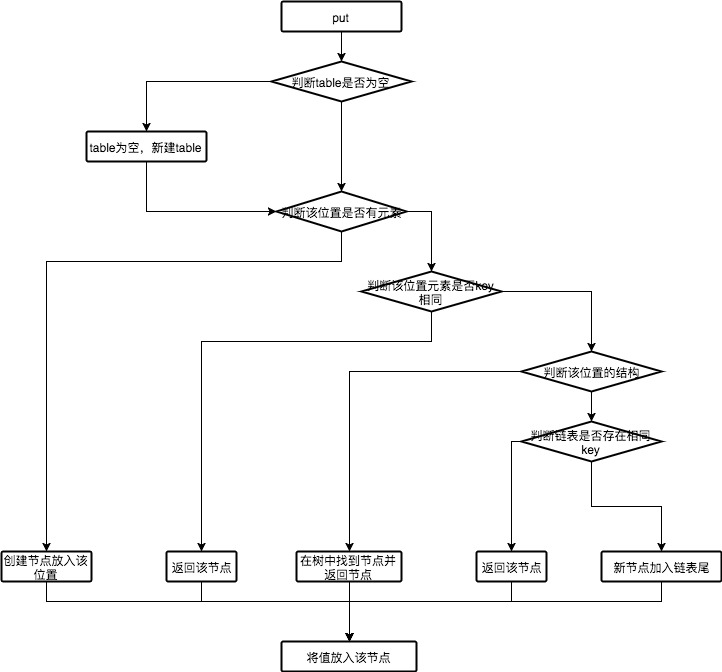 put
判断table是否为空
table为空，新建table
判断该位置是否有元素
判断该位置元素是否key
相同
判断该位置的结构
判断链表是否存在相同
key
创建节点放入该
位置
返回该节点
在树中找到节点并
返回节点
返回该节点
新节点加入链表尾
将值放入该节点